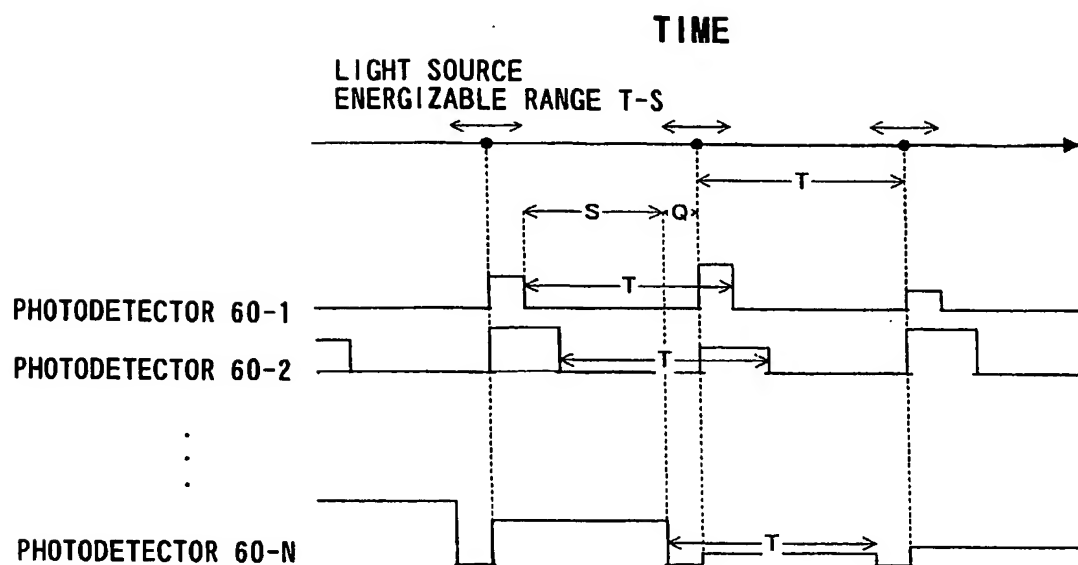 TIME
LIGHT SOURCE
ENERGIZABLE RANGE T-S
T
S Q
T
PHOTODETECTOR 60-1
T
PHOTODETECTOR 60-2
T
PHOTODETECTOR 60-N